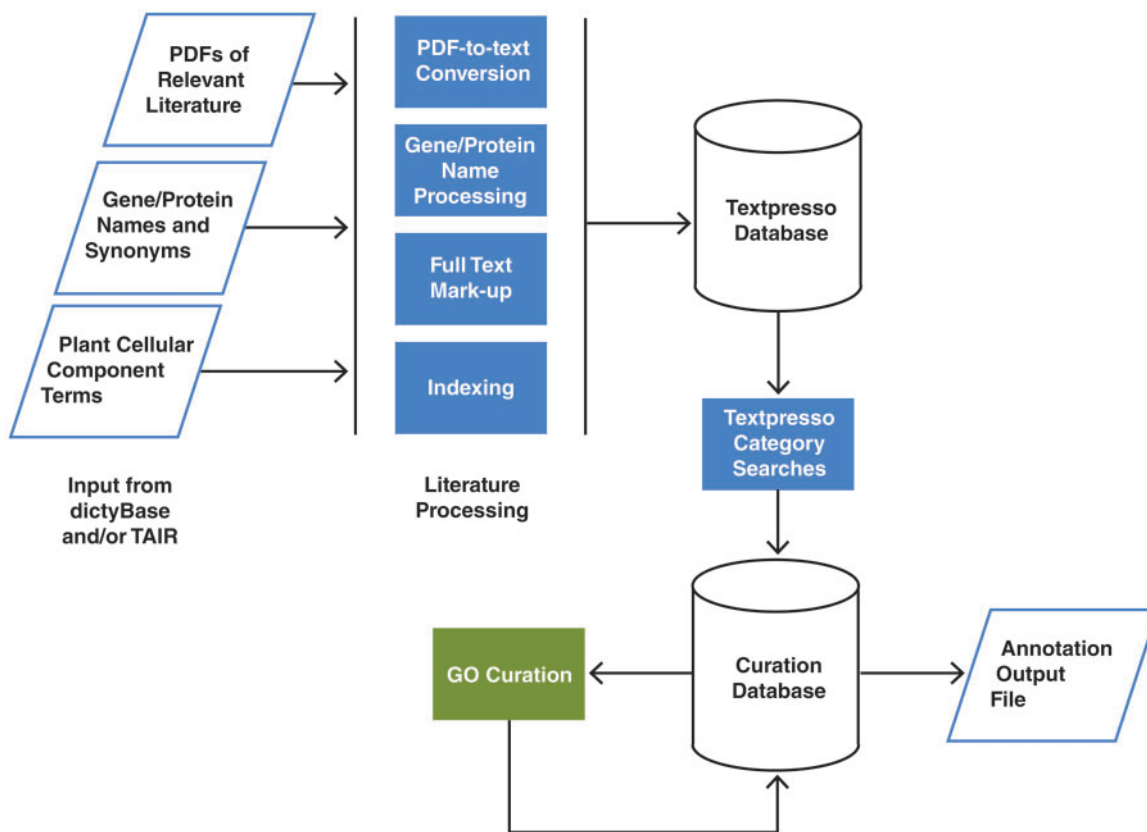 PDFs of
Relevant
Literature
Gene/Protein
Names and
Synonyms
Plant Cellular
Component
Terms
Input from
dictyBase
and/or TAIR
PDF-to-text
Conversion
Gene/Protein
Name
Processing
Full Text
Mark-up
Indexing
Literature
Processing
Textpresso
Database
Textpresso
Category
Searches
Curation
Database
GO Curation
Annotation
Output
File